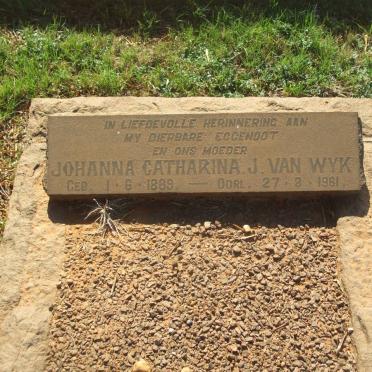 IN LIEFDEVOLLE HERINNERING AAN
MY DIERBARE EGGENOOT
EN ONS MOEDER
JOHANNA CATHARINA. J. VAN WYK
GEB. 1·6·1889. — OORL. 27·3·1961.